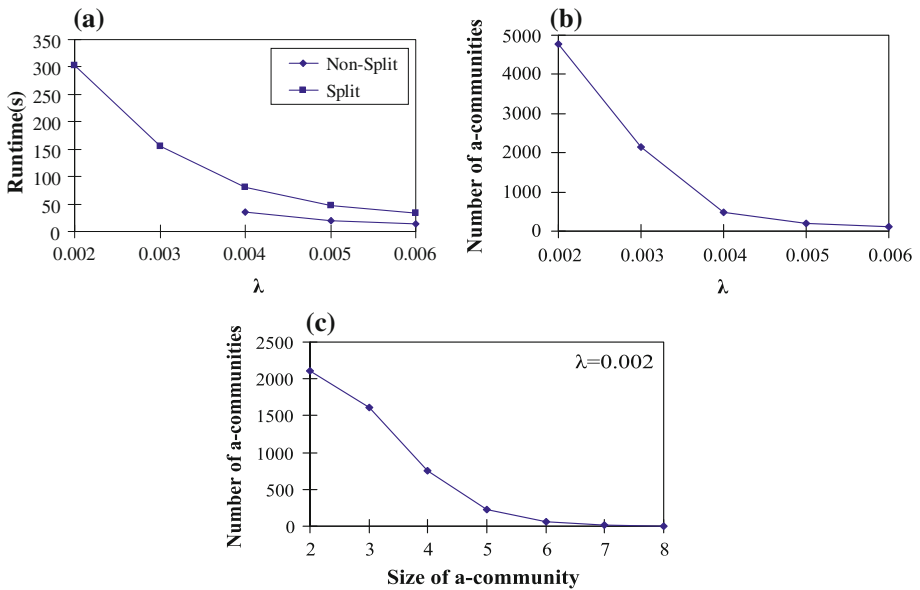 (a)
350
300
250
200
150
100
50
0
Runtime(s)
Non-Split
Split
0.002 0.003 0.004 0.005 0.006
λ
(b)
5000
4000
3000
2000
1000
0
Number of a-communities
0.002 0.003 0.004 0.005 0.006
λ
(c)
2500
2000
1500
1000
500
0
Number of a-communities
λ=0.002
2 3 4 5 6 7 8
Size of a-community